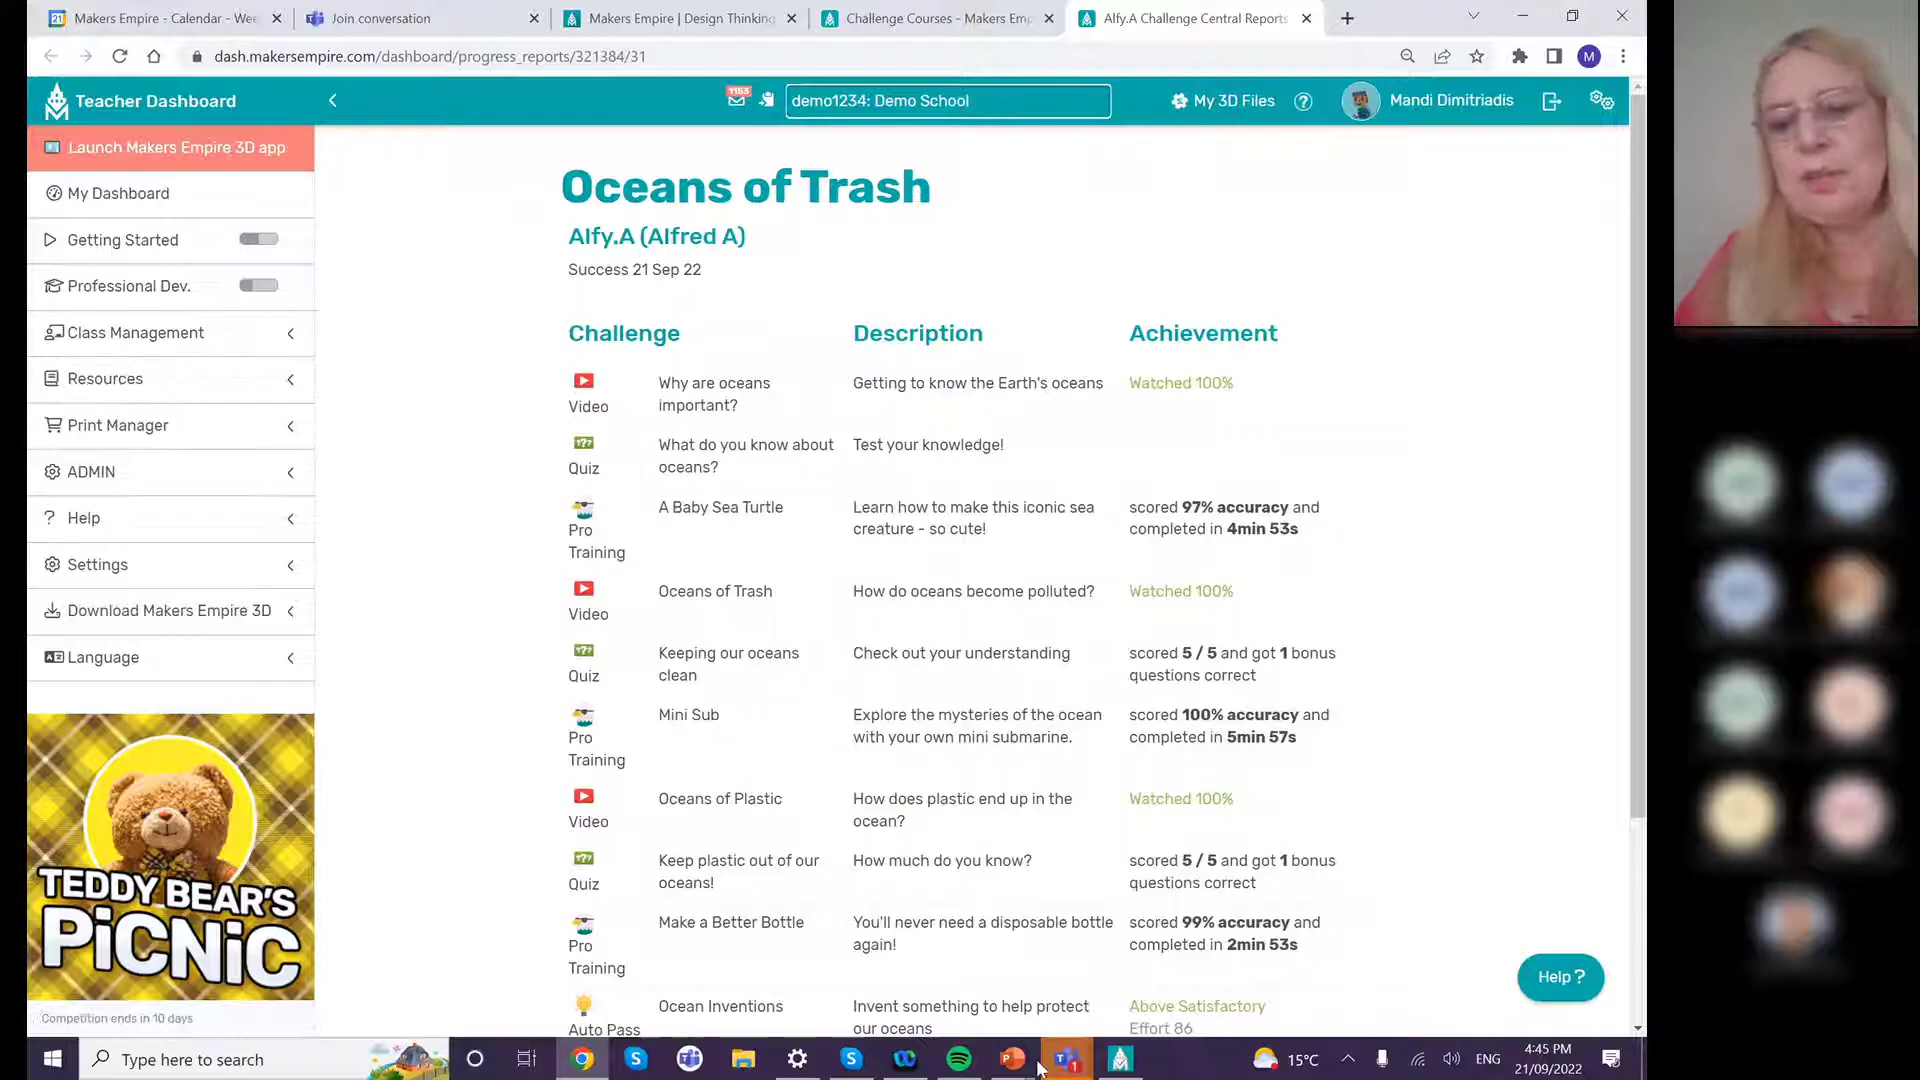 Makers Empire - Calendar - Wee
Join conversation
Makers Empire | Design Thinking
Challenge Courses - Makers Emp
Alfy.A Challenge Central Reports
dash.makersempire.com/dashboard/progress_reports/321384/31
M
Teacher Dashboard
1153
demo1234: Demo School
My 3D Files
Mandi Dimitriadis
Launch Makers Empire 3D app
My Dashboard
Getting Started
Professional Dev.
Class Management
Resources
Print Manager
ADMIN
Help
Settings
Download Makers Empire 3D
Language
TEDDY BEAR'S
PiCNiC
Competition ends in 10 days
Oceans of Trash
Alfy.A (Alfred A)
Success 21 Sep 22
Challenge Description Achievement
Video Why are oceans important? Getting to know the Earth's oceans Watched 100%
Quiz What do you know about oceans? Test your knowledge!
Pro Training A Baby Sea Turtle Learn how to make this iconic sea creature - so cute! scored 97% accuracy and completed in 4min 53s
Video Oceans of Trash How do oceans become polluted? Watched 100%
Quiz Keeping our oceans clean Check out your understanding scored 5 / 5 and got 1 bonus questions correct
Pro Training Mini Sub Explore the mysteries of the ocean with your own mini submarine. scored 100% accuracy and completed in 5min 57s
Video Oceans of Plastic How does plastic end up in the ocean? Watched 100%
Quiz Keep plastic out of our oceans! How much do you know? scored 5 / 5 and got 1 bonus questions correct
Pro Training Make a Better Bottle You'll never need a disposable bottle again! scored 99% accuracy and completed in 2min 53s
Auto Pass Ocean Inventions Invent something to help protect our oceans Above Satisfactory Effort 86
Help ?
Type here to search
15°C
ENG
4:45 PM
21/09/2022